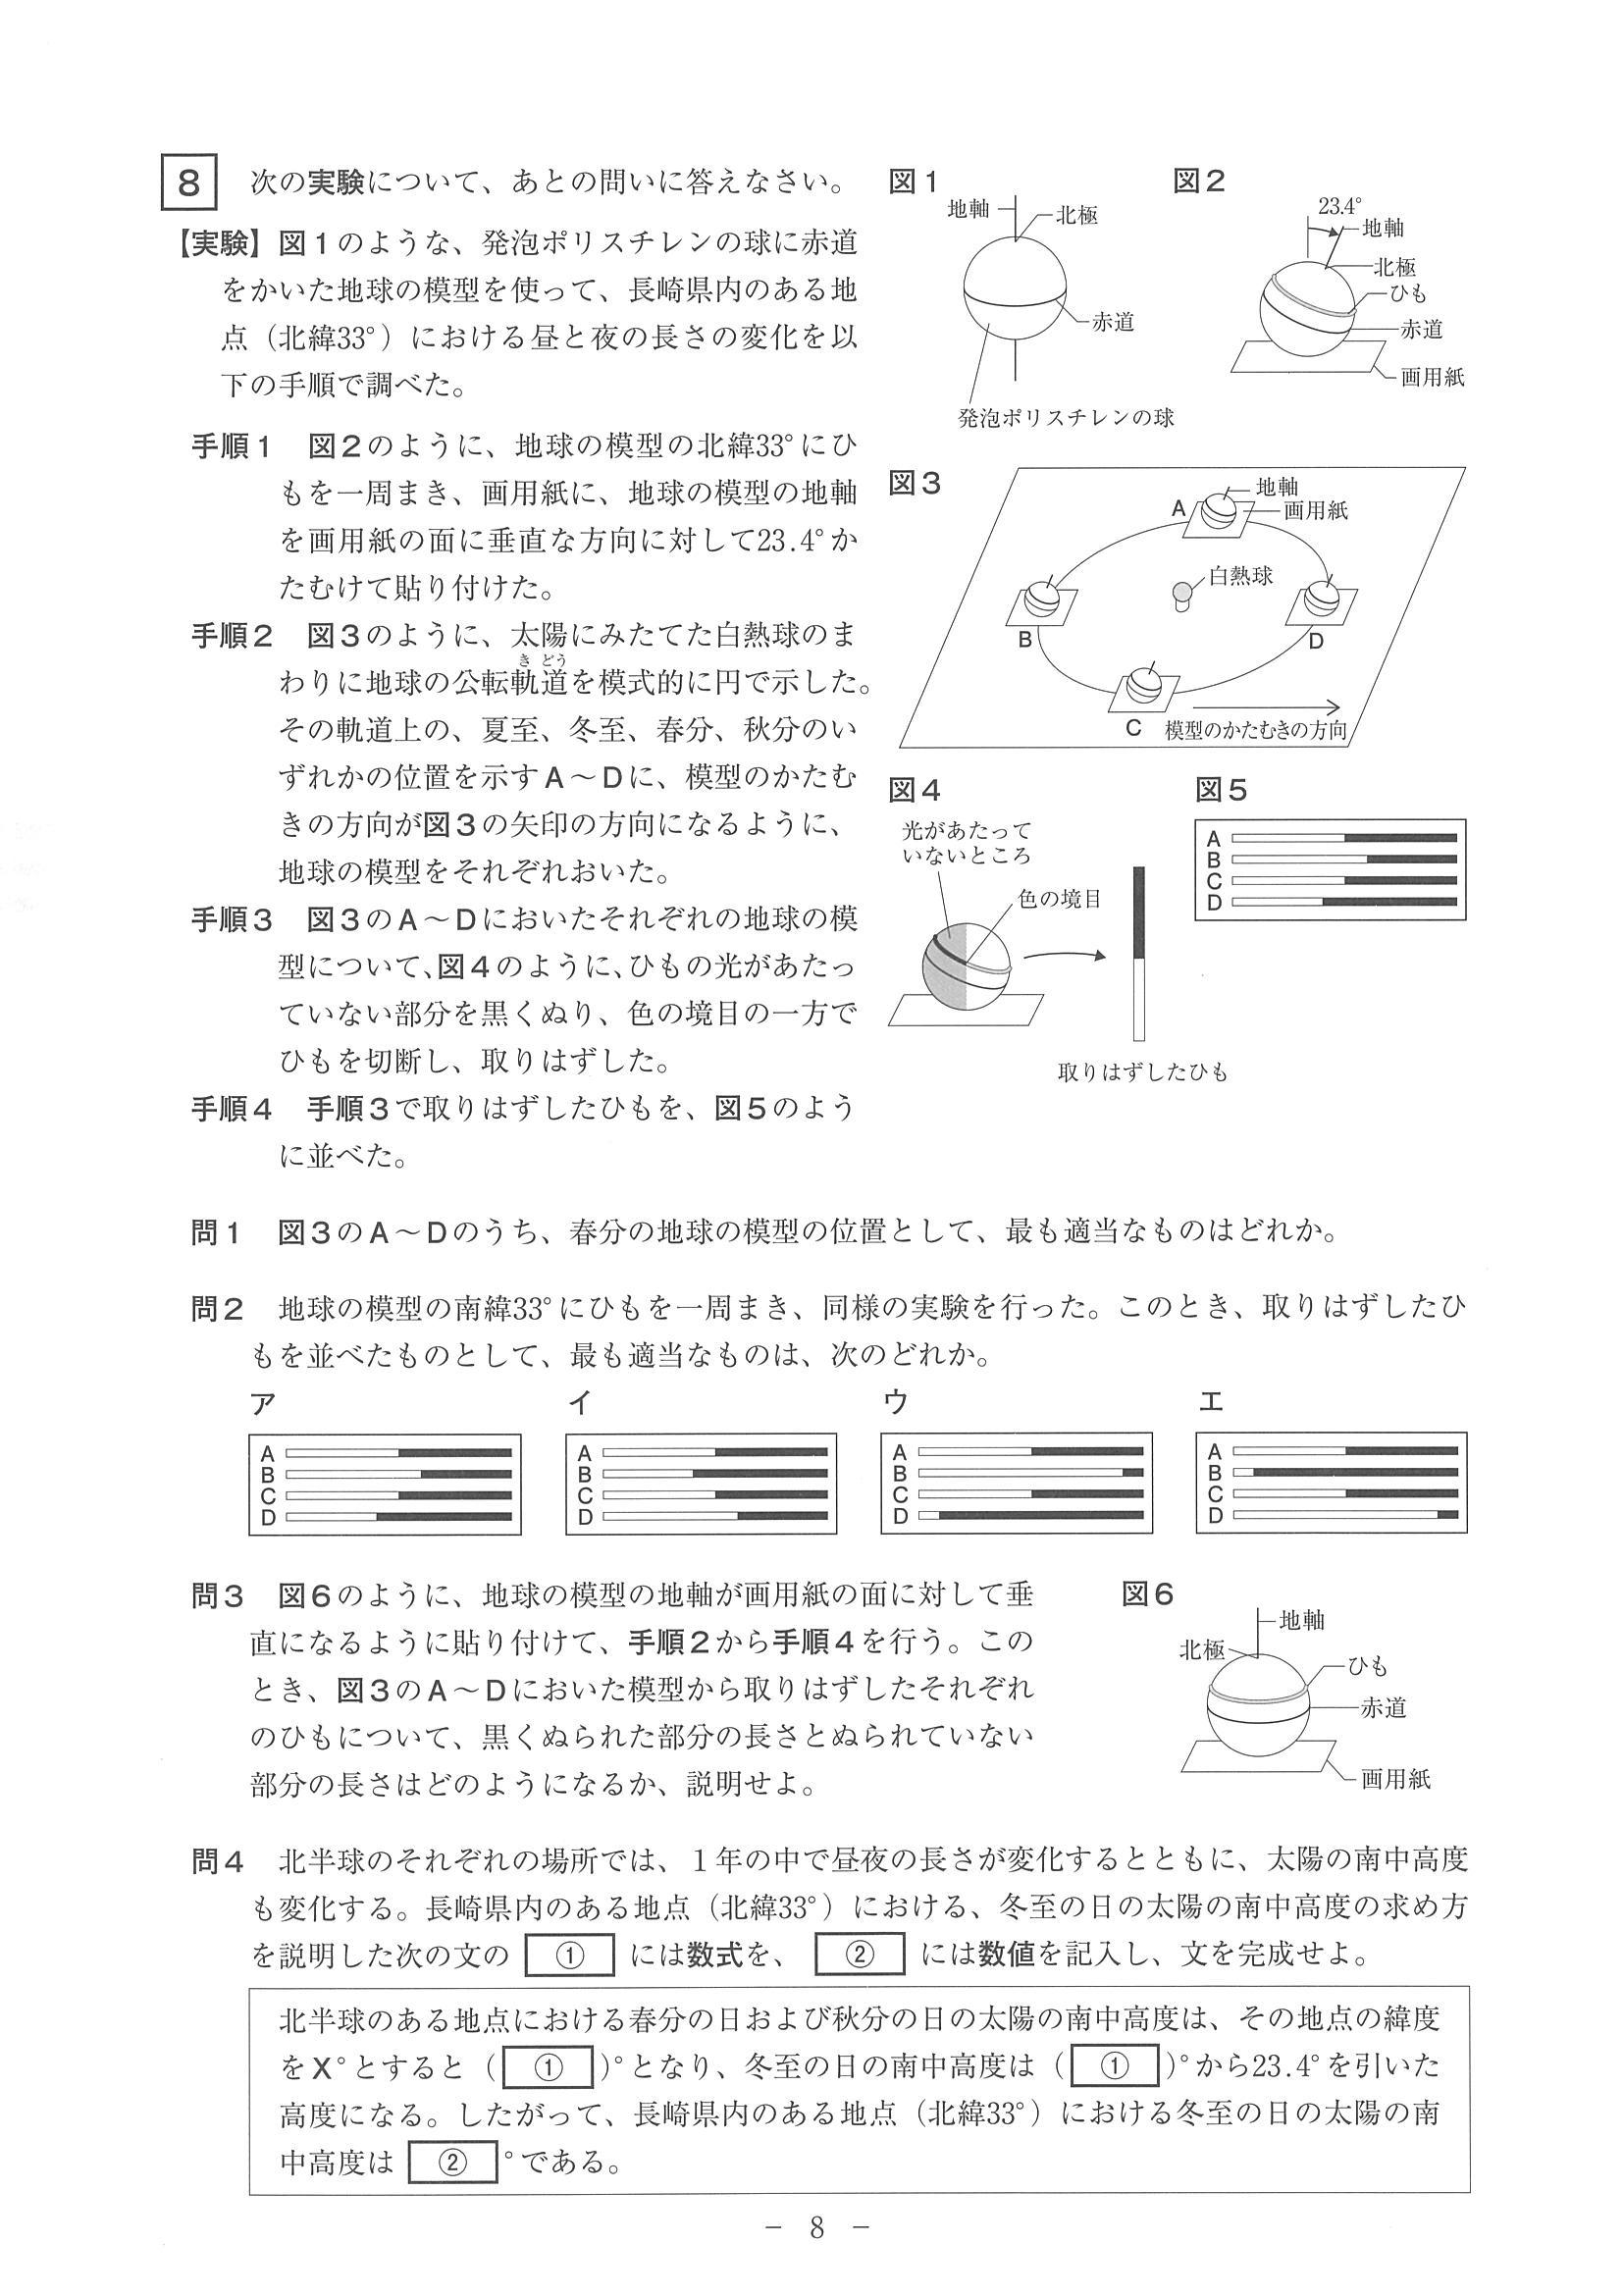 8 次の実験について、あとの問いに答えなさい。
【実験】図1のような、発泡ポリスチレンの球に赤道
をかいた地球の模型を使って、長崎県内のある地
点（北緯33°）における昼と夜の長さの変化を以
下の手順で調べた。
手順1 図2のように、地球の模型の北緯33°にひ
もを一周まき、画用紙に、地球の模型の地軸
を画用紙の面に垂直な方向に対して23.4°か
たむけて貼り付けた。
手順2 図3のように、太陽にみたてた白熱球のま
きどう
わりに地球の公転軌道を模式的に円で示した。
その軌道上の、夏至、冬至、春分、秋分のい
ずれかの位置を示すA～Dに、模型のかたむ
きの方向が図3の矢印の方向になるように、
地球の模型をそれぞれおいた。
手順3 図3のA～Dにおいたそれぞれの地球の模
型について、図4のように、ひもの光があたっ
ていない部分を黒くぬり、色の境目の一方で
ひもを切断し、取りはずした。
手順4 手順3で取りはずしたひもを、図5のよう
に並べた。
図1
地軸
北極
赤道
発泡ポリスチレンの球
図2
23.4°
地軸
北極
ひも
赤道
画用紙
図3
地軸
A
画用紙
白熱球
B
D
C
模型のかたむきの方向
図4
光があたって
いないところ
色の境目
取りはずしたひも
図5
A
B
C
D
問1 図3のA～Dのうち、春分の地球の模型の位置として、最も適当なものはどれか。
問2 地球の模型の南緯33°にひもを一周まき、同様の実験を行った。このとき、取りはずしたひ
もを並べたものとして、最も適当なものは、次のどれか。
ア
A
B
C
D
イ
A
B
C
D
ウ
A
B
C
D
エ
A
B
C
D
問3 図6のように、地球の模型の地軸が画用紙の面に対して垂
直になるように貼り付けて、手順2から手順4を行う。この
とき、図3のA～Dにおいた模型から取りはずしたそれぞれ
のひもについて、黒くぬられた部分の長さとぬられていない
部分の長さはどのようになるか、説明せよ。
図6
地軸
北極
ひも
赤道
画用紙
問4 北半球のそれぞれの場所では、1年の中で昼夜の長さが変化するとともに、太陽の南中高度
も変化する。長崎県内のある地点（北緯33°）における、冬至の日の太陽の南中高度の求め方
を説明した次の文の ① には数式を、 ② には数値を記入し、文を完成せよ。
北半球のある地点における春分の日および秋分の日の太陽の南中高度は、その地点の緯度
をX°とすると（ ① ）°となり、冬至の日の南中高度は（ ① ）°から23.4°を引いた
高度になる。したがって、長崎県内のある地点（北緯33°）における冬至の日の太陽の南
中高度は ② °である。
－ 8 －